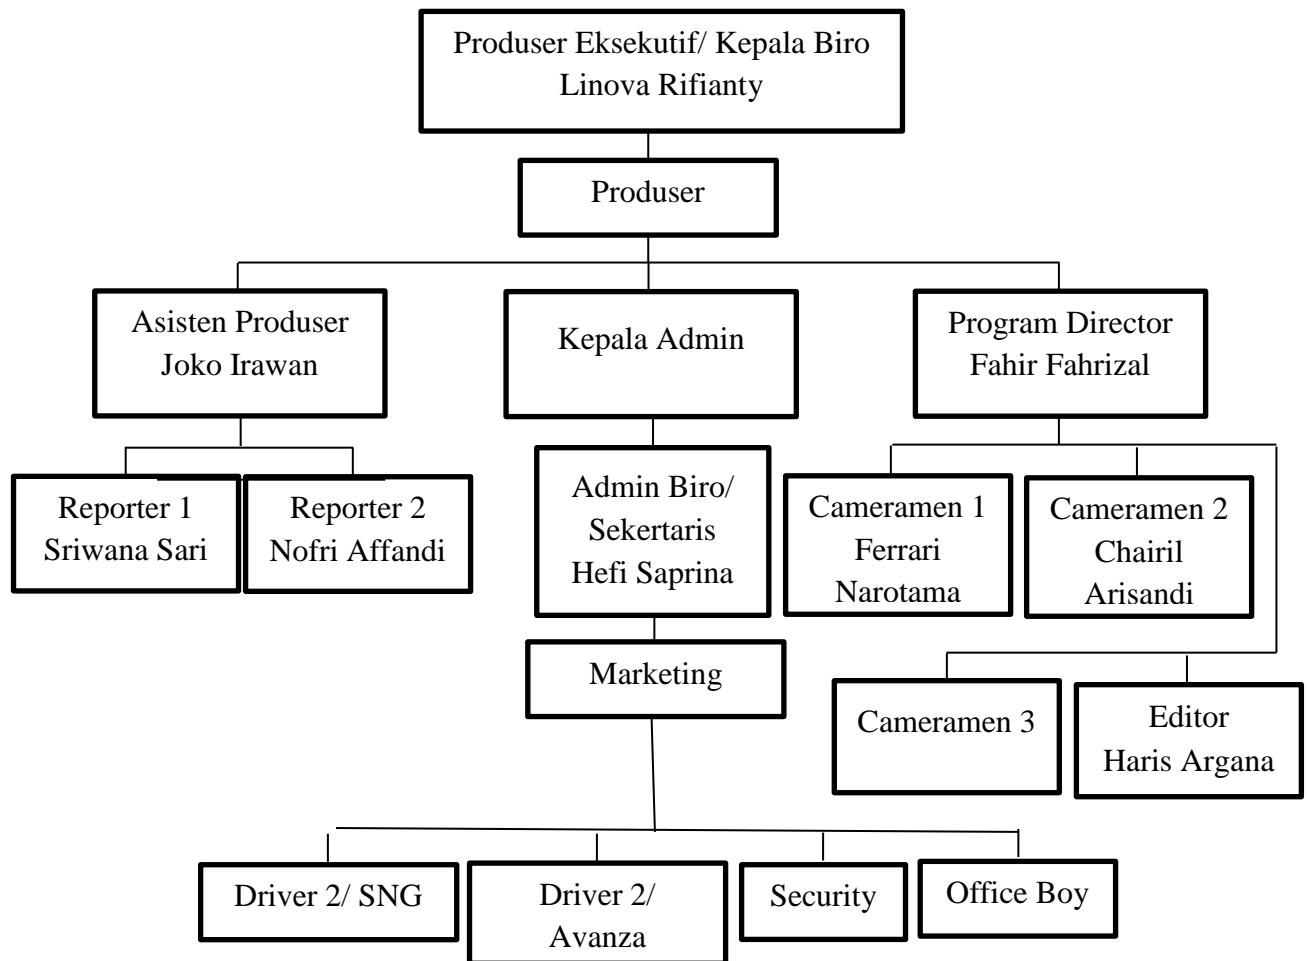 Produser Eksekutif/ Kepala Biro
Linova Rifianty
Produser
Asisten Produser
Joko Irawan
Kepala Admin
Program Director
Fahir Fahrizal
Reporter 1
Sriwana Sari
Reporter 2
Nofri Affandi
Admin Biro/
Sekertaris
Hefi Saprina
Cameramen 1
Ferrari
Narotama
Cameramen 2
Chairil
Arisandi
Marketing
Cameramen 3
Editor
Haris Argana
Driver 2/ SNG
Driver 2/
Avanza
Security
Office Boy